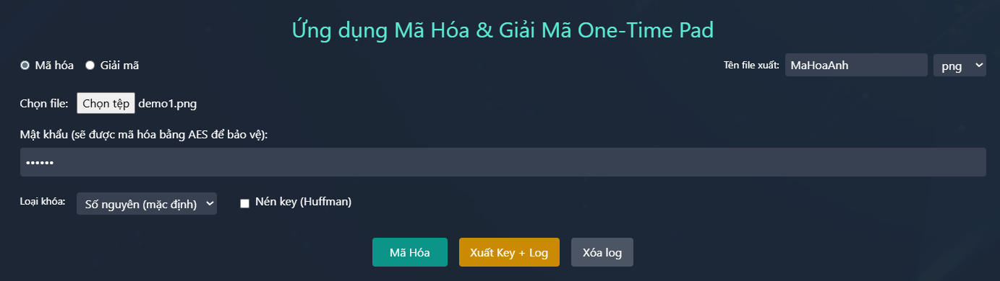 Ứng dụng Mã Hóa & Giải Mã One-Time Pad
Mã hóa Giải mã Tên file xuất: MaHoaAnh png
Chọn file: Chọn tệp demo1.png
Mật khẩu (sẽ được mã hóa bằng AES để bảo vệ):
••••••
Loại khóa: Số nguyên (mặc định) Nén key (Huffman)
Mã Hóa Xuất Key + Log Xóa log